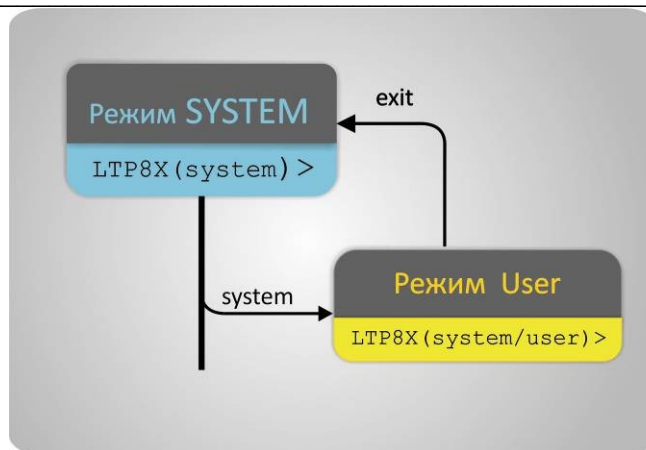 Режим SYSTEM
LTP8X(system)>
exit
system
Режим User
LTP8X(system/user)>